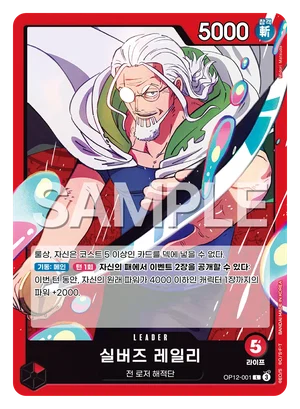 5000
참격
斬
SAMPLE
룰상, 자신은 코스트 5 이상인 카드를 덱에 넣을 수 없다.
기동: 메인 턴 1회 자신의 패에서 이벤트 2장을 공개할 수 있다:
이번 턴 동안, 자신의 원래 파워가 4000 이하인 캐릭터 1장까지의
파워 +2000.
LEADER
실버즈 레일리
전 로저 해적단
5
라이프
OP12-001 L